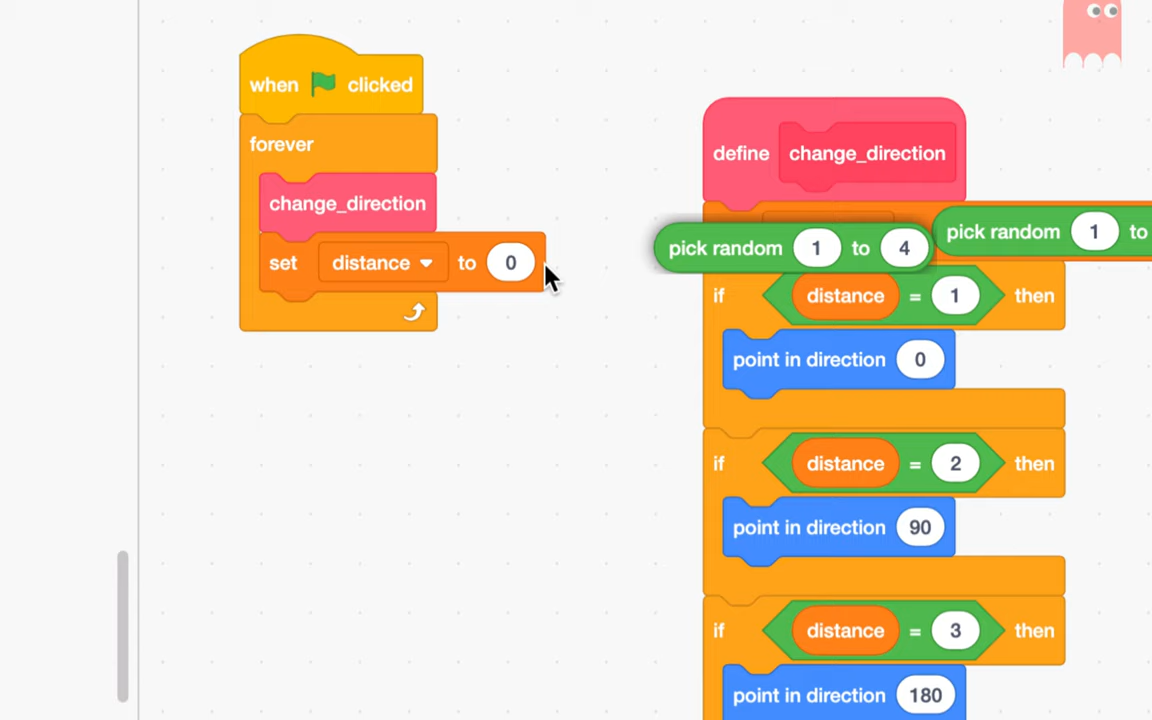 when clicked
forever
change_direction
set distance to 0
define change_direction
pick random 1 to 4
pick random 1 to
if distance = 1 then
point in direction 0
if distance = 2 then
point in direction 90
if distance = 3 then
point in direction 180